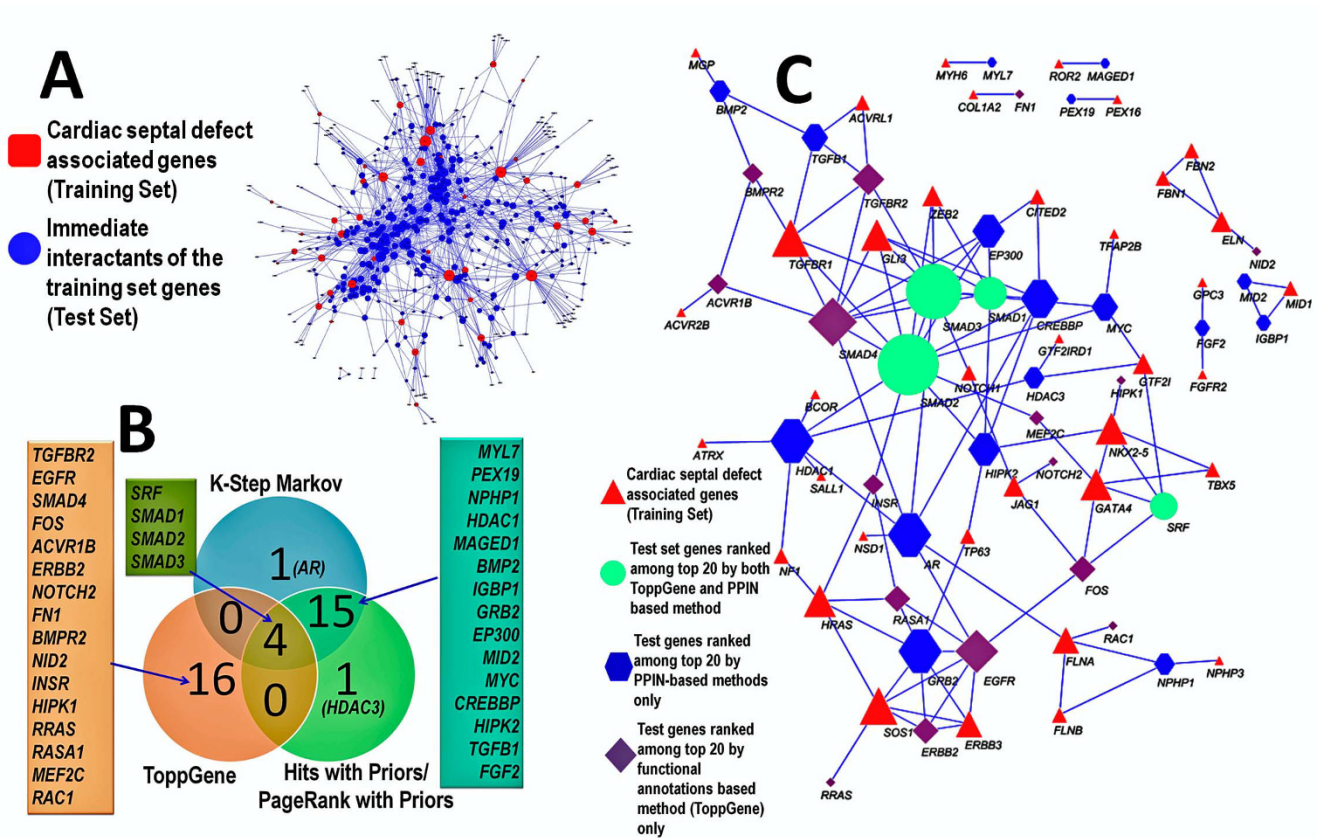 A
Cardiac septal defect
associated genes
(Training Set)
Immediate
interactants of the
training set genes
(Test Set)
B
TGFBR2
EGFR
SMAD4
FOS
ACVR1B
ERBB2
NOTCH2
FN1
BMPR2
NID2
INSR
HIPK1
RRAS
RASA1
MEF2C
RAC1
SRF
SMAD1
SMAD2
SMAD3
K-Step Markov
1(AR)
0
15
4
16
0
1
(HDAC3)
ToppGene
Hits with Priors/
PageRank with Priors
MYL7
PEX19
NPHP1
HDAC1
MAGED1
BMP2
IGBP1
GRB2
EP300
MID2
MYC
CREBBP
HIPK2
TGFB1
FGF2
C
MGP
BMP2
ACVRL1
TGFB1
BMPR2
TGFBR2
ZEB2
CITED2
EP300
TFAP2B
TGFBR1
GLI3
ACVR1B
ACVR2B
SMAD3
SMAD1
CREBBP
MYC
SMAD4
GTF2IRD1
SMAD2
NOTCH1
HDAC3
GTF2I
HIPK1
BCOR
MEF2C
NKX2-5
ATRX
HDAC1
HIPK2
NOTCH2
TBX5
SALL1
INSR
JAG1
GATA4
SRF
NSD1
AR
TP63
NF1
FOS
HRAS
RASA1
RAC1
FLNA
GRB2
EGFR
NPHP1
NPHP3
SOS1
ERBB2
ERBB3
FLNB
RRAS
MYH6
MYL7
ROR2
MAGED1
COL1A2
FN1
PEX19
PEX16
FBN2
FBN1
ELN
NID2
GPC3
MID2
MID1
FGF2
IGBP1
FGFR2
Cardiac septal defect
associated genes
(Training Set)
Test set genes ranked
among top 20 by both
ToppGene and PPIN
based method
Test genes ranked
among top 20 by
PPIN-based methods
only
Test genes ranked
among top 20 by
functional
annotations based
method (ToppGene)
only